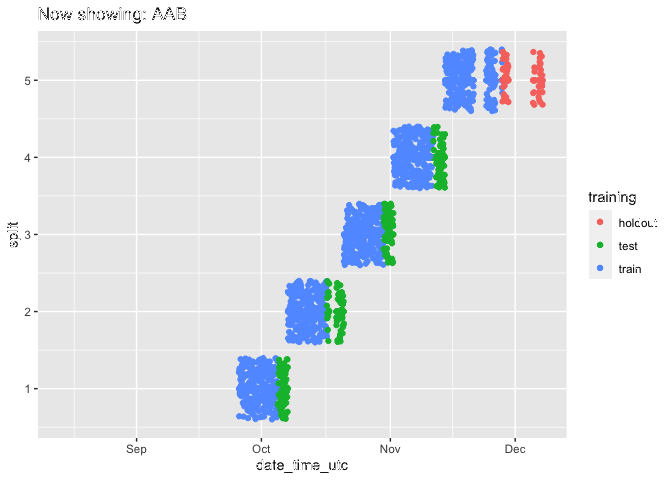 Now showing: AAB
5
4
3
2
1
split
Sep Oct Nov Dec
date_time_utc
training
holdout
test
train